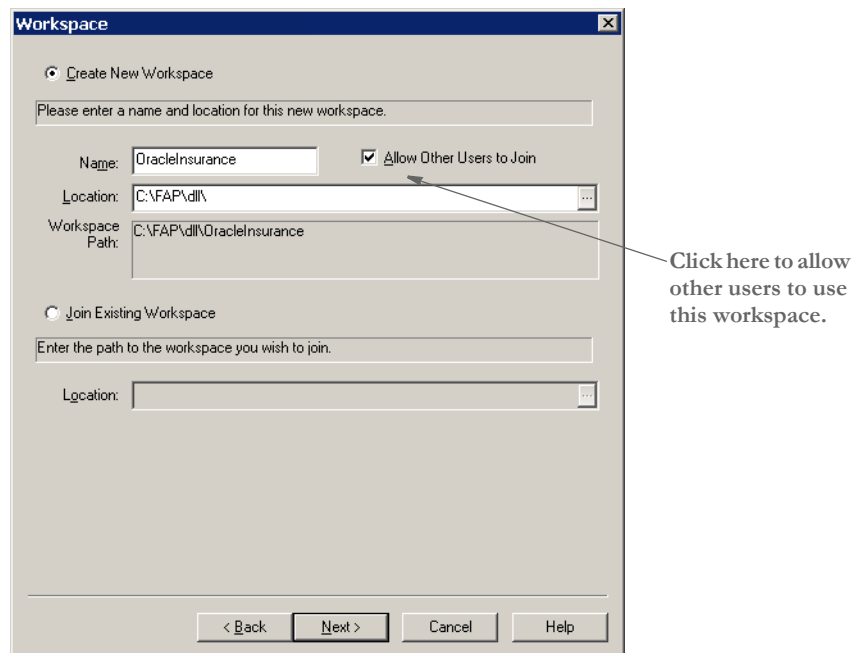 Workspace
Create New Workspace
Please enter a name and location for this new workspace.
Name: OracleInsurance
Allow Other Users to Join
Location: C:\FAP\dll\ ...
Workspace Path: C:\FAP\dll\OracleInsurance
Click here to allow
other users to use
this workspace.
Join Existing Workspace
Enter the path to the workspace you wish to join.
Location: ...
< Back
Next >
Cancel
Help